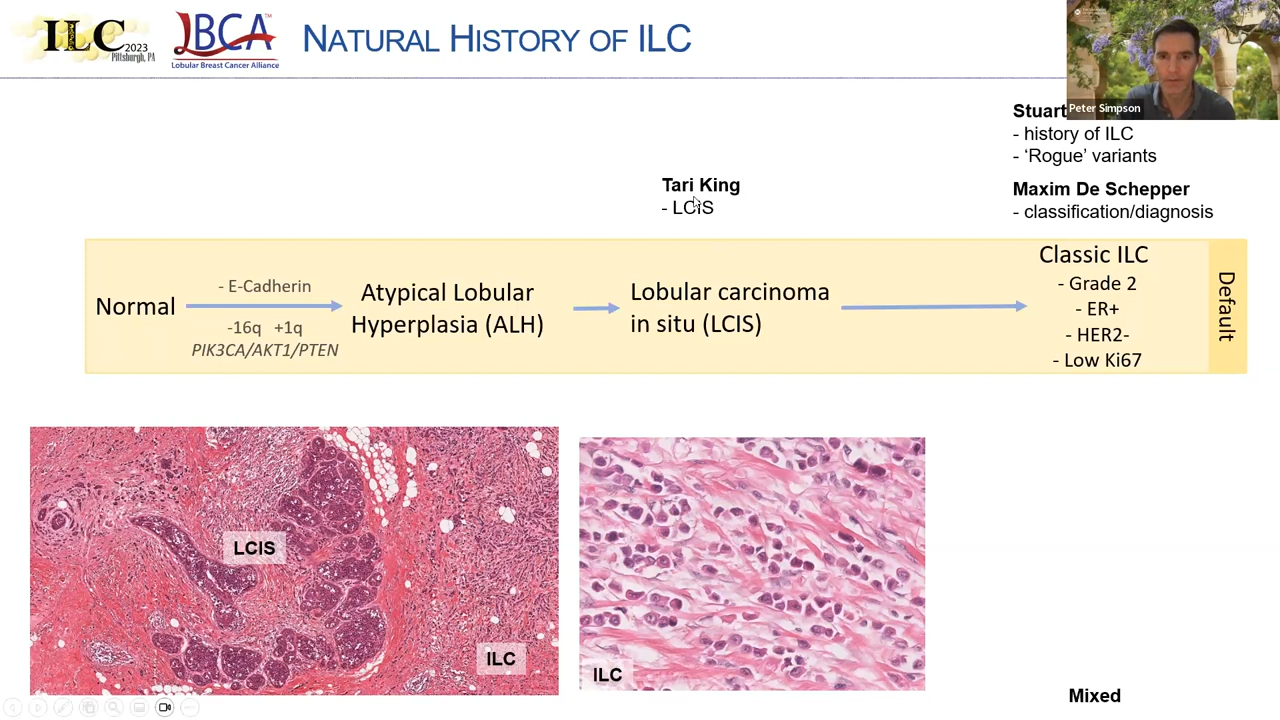 ILC 2023
Pittsburgh, PA
LBCA
TM
Lobular Breast Cancer Alliance
NATURAL HISTORY OF ILC
Peter Simpson
Stuart
- history of ILC
- ‘Rogue’ variants
Tari King
- LCIS
Maxim De Schepper
- classification/diagnosis
Normal
- E-Cadherin
-16q +1q
PIK3CA/AKT1/PTEN
Atypical Lobular
Hyperplasia (ALH)
Lobular carcinoma
in situ (LCIS)
Classic ILC
- Grade 2
- ER+
- HER2-
- Low Ki67
Default
LCIS
ILC
ILC
Mixed